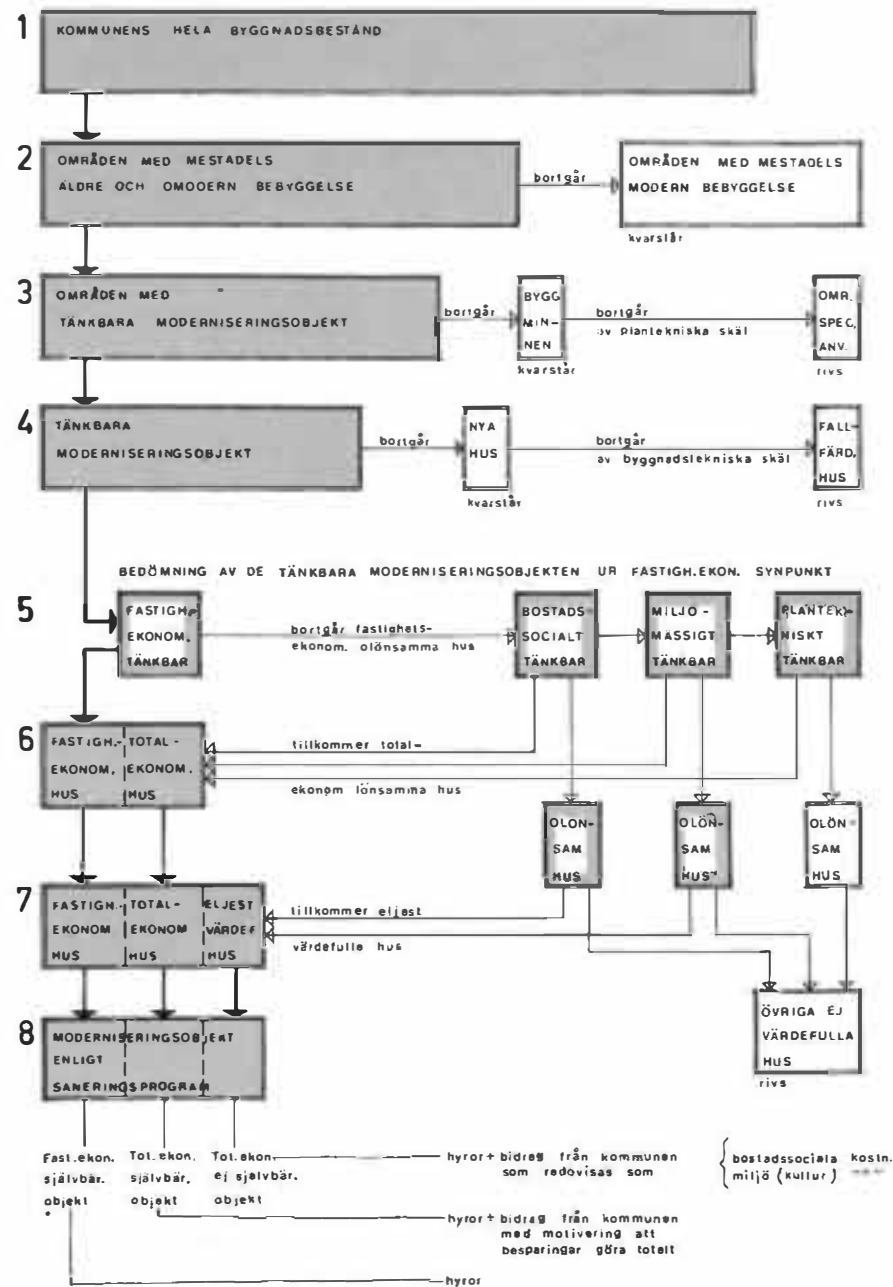 1
KOMMUNENS HELA BYGGNADSBESTÅND
2
OMRÅDEN MED MESTADELS
ÄLDRE OCH OMODERN BEBYGGELSE
bortgår
OMRÅDEN MED MESTADELS
MODERN BEBYGGELSE
kvarstår
3
OMRÅDEN MED
TÄNKBARA MODERNISERINGSOBJEKT
bortgår
BYGG
MIN-
NEN
kvarstår
bortgår
av plantekniska skäl
OMR.
SPEC.
ANV.
rivs
4
TÄNKBARA
MODERNISERINGSOBJEKT
bortgår
NYA
HUS
kvarstår
bortgår
av byggnadstekniska skäl
FALL-
FÄRD.
HUS
rivs
BEDÖMNING AV DE TÄNKBARA MODERNISERINGSOBJEKTEN UR FASTIGH.EKON. SYNPUNKT
5
FASTIGH.
EKONOM.
TÄNKBAR
bortgår fastighets-
ekonom. olönsamma hus
BOSTADS-
SOCIALT
TÄNKBAR
MILJÖ-
MÄSSIGT
TÄNKBAR
PLANTEK-
NISKT
TÄNKBAR
6
FASTIGH.-
EKONOM.
HUS
TOTAL-
EKONOM.
HUS
tillkommer total-
ekonom lönsamma hus
OLÖN-
SAM
HUS
OLÖN-
SAM
HUS
OLÖN-
SAM
HUS
7
FASTIGH.-
EKONOM
HUS
TOTAL-
EKONOM
HUS
ELJEST
VÄRDEF
HUS
tillkommer eljest
värdefulle hus
ÖVRIGA EJ
VÄRDEFULLA
HUS
rivs
8
MODERNISERINGSOBJEKT
ENLIGT
SANERINGSPROGRAM
Fast.ekon.
självbär.
objekt
Tot.ekon.
självbär.
objekt
Tot.ekon.
ej självbär.
objekt
hyror + bidrag från kommunen
som redovisas som
bostadssociala kostn.
miljö (kultur)
hyror + bidrag från kommunen
med motivering att
besparingar göra totalt
hyror